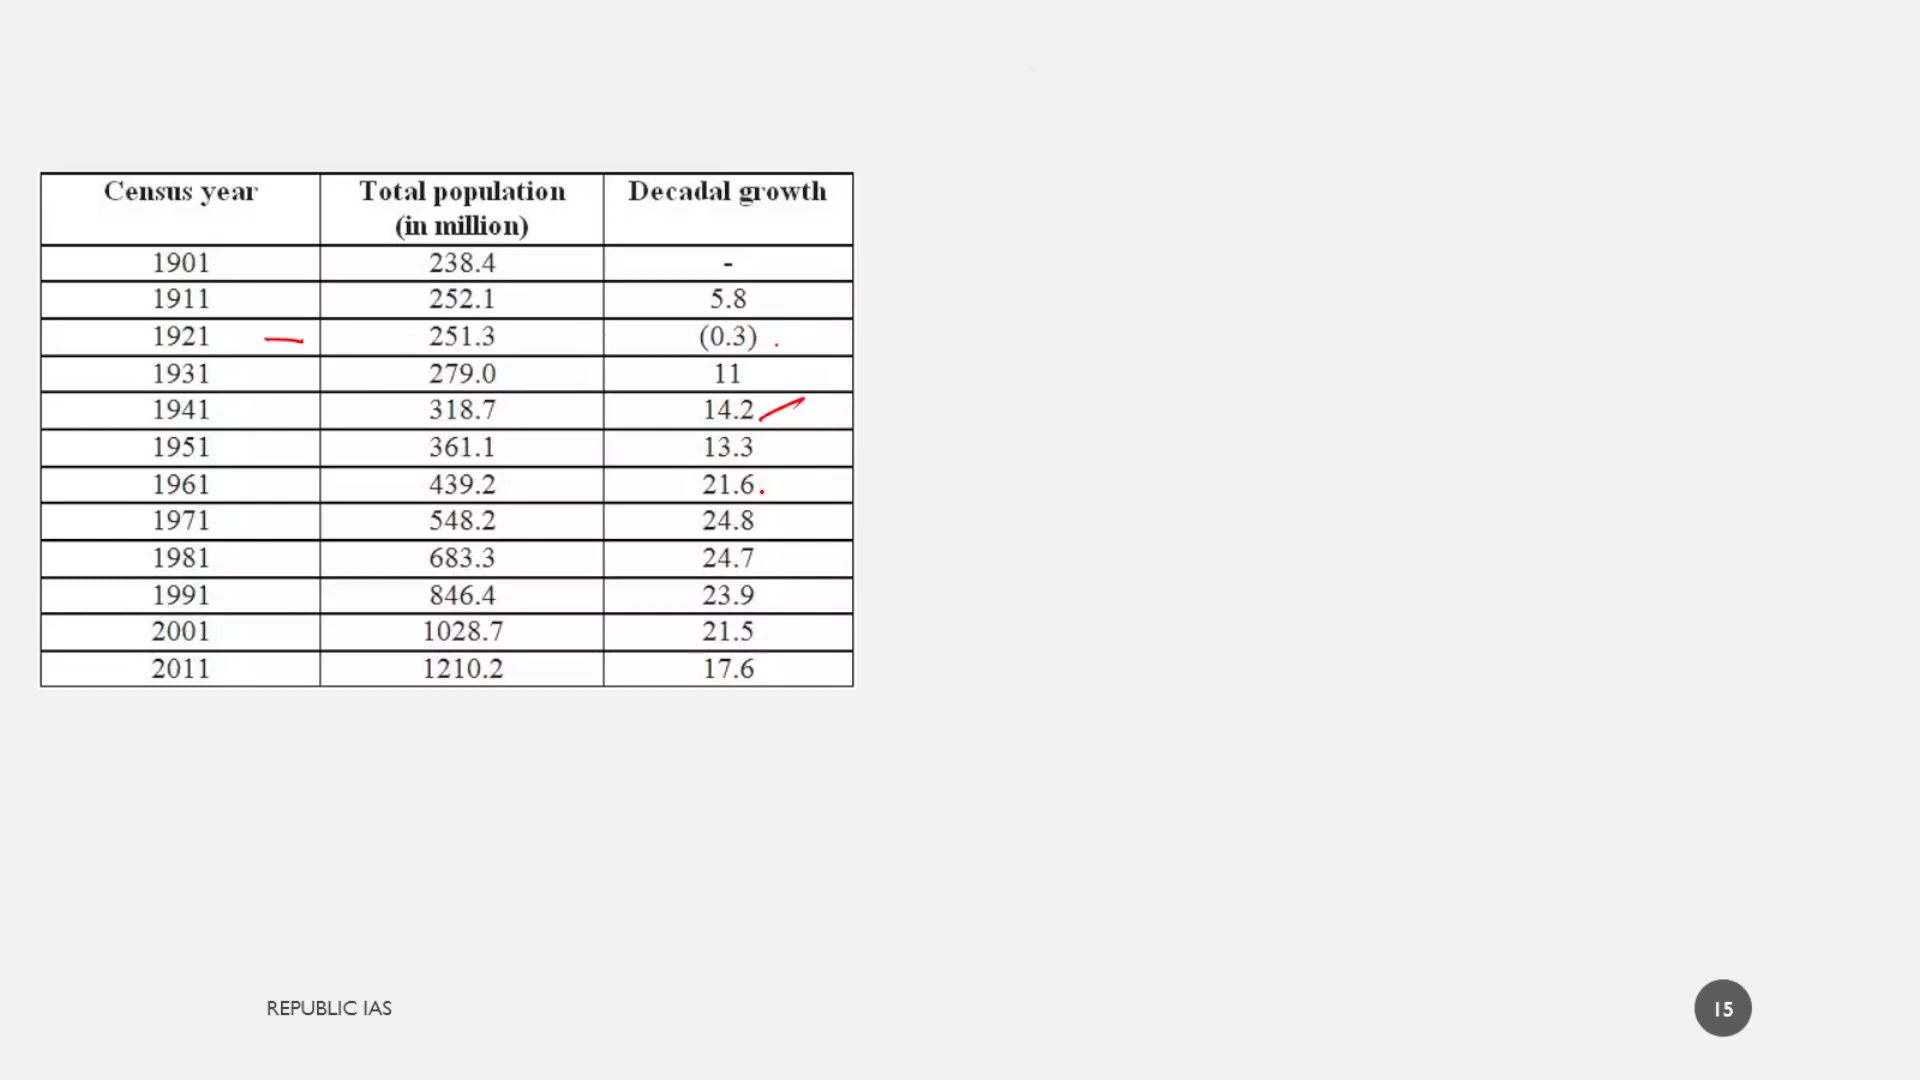 Census year Total population (in million) Decadal growth
1901 238.4 -
1911 252.1 5.8
1921 251.3 (0.3)
1931 279.0 11
1941 318.7 14.2
1951 361.1 13.3
1961 439.2 21.6
1971 548.2 24.8
1981 683.3 24.7
1991 846.4 23.9
2001 1028.7 21.5
2011 1210.2 17.6
REPUBLIC IAS
15